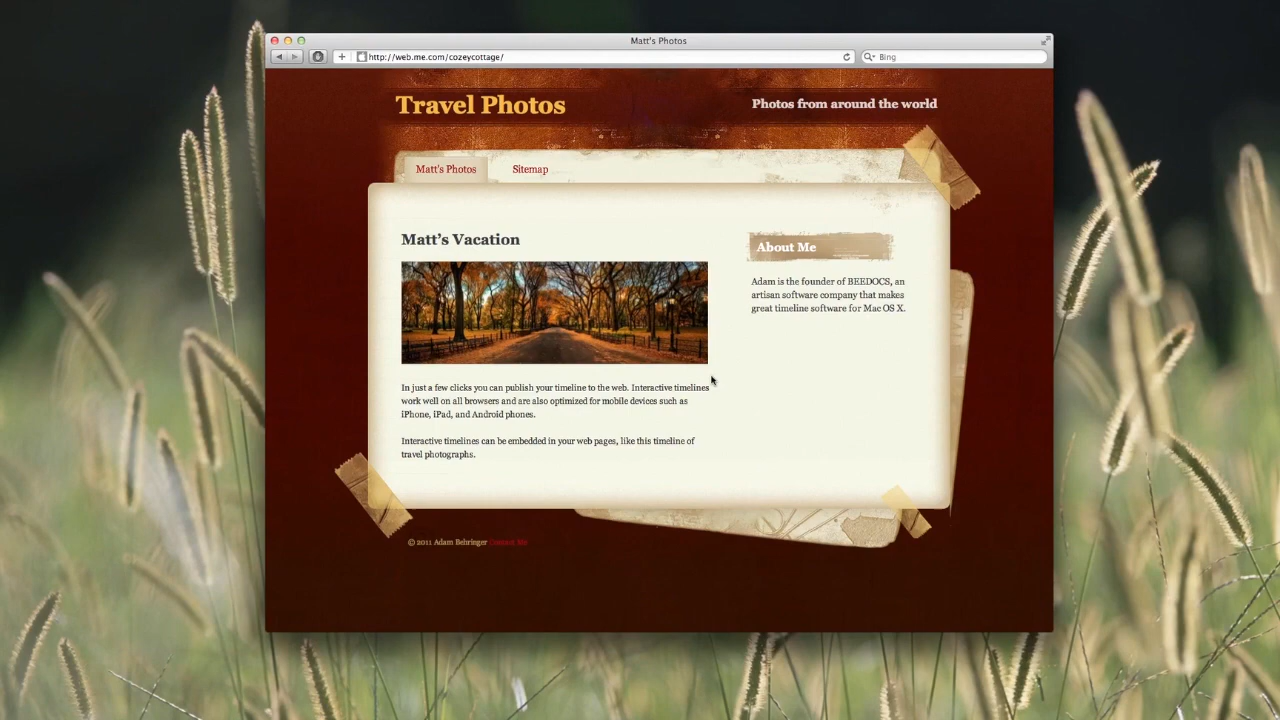 Matt's Photos
http://web.me.com/cozeycottage/
Bing
Travel Photos
Photos from around the world
Matt's Photos
Sitemap
Matt's Vacation
About Me
Adam is the founder of BEEDOCS, an
artisan software company that makes
great timeline software for Mac OS X.
In just a few clicks you can publish your timeline to the web. Interactive timelines
work well on all browsers and are also optimized for mobile devices such as
iPhone, iPad, and Android phones.
Interactive timelines can be embedded in your web pages, like this timeline of
travel photographs.
© 2011 Adam Behringer Contact Me